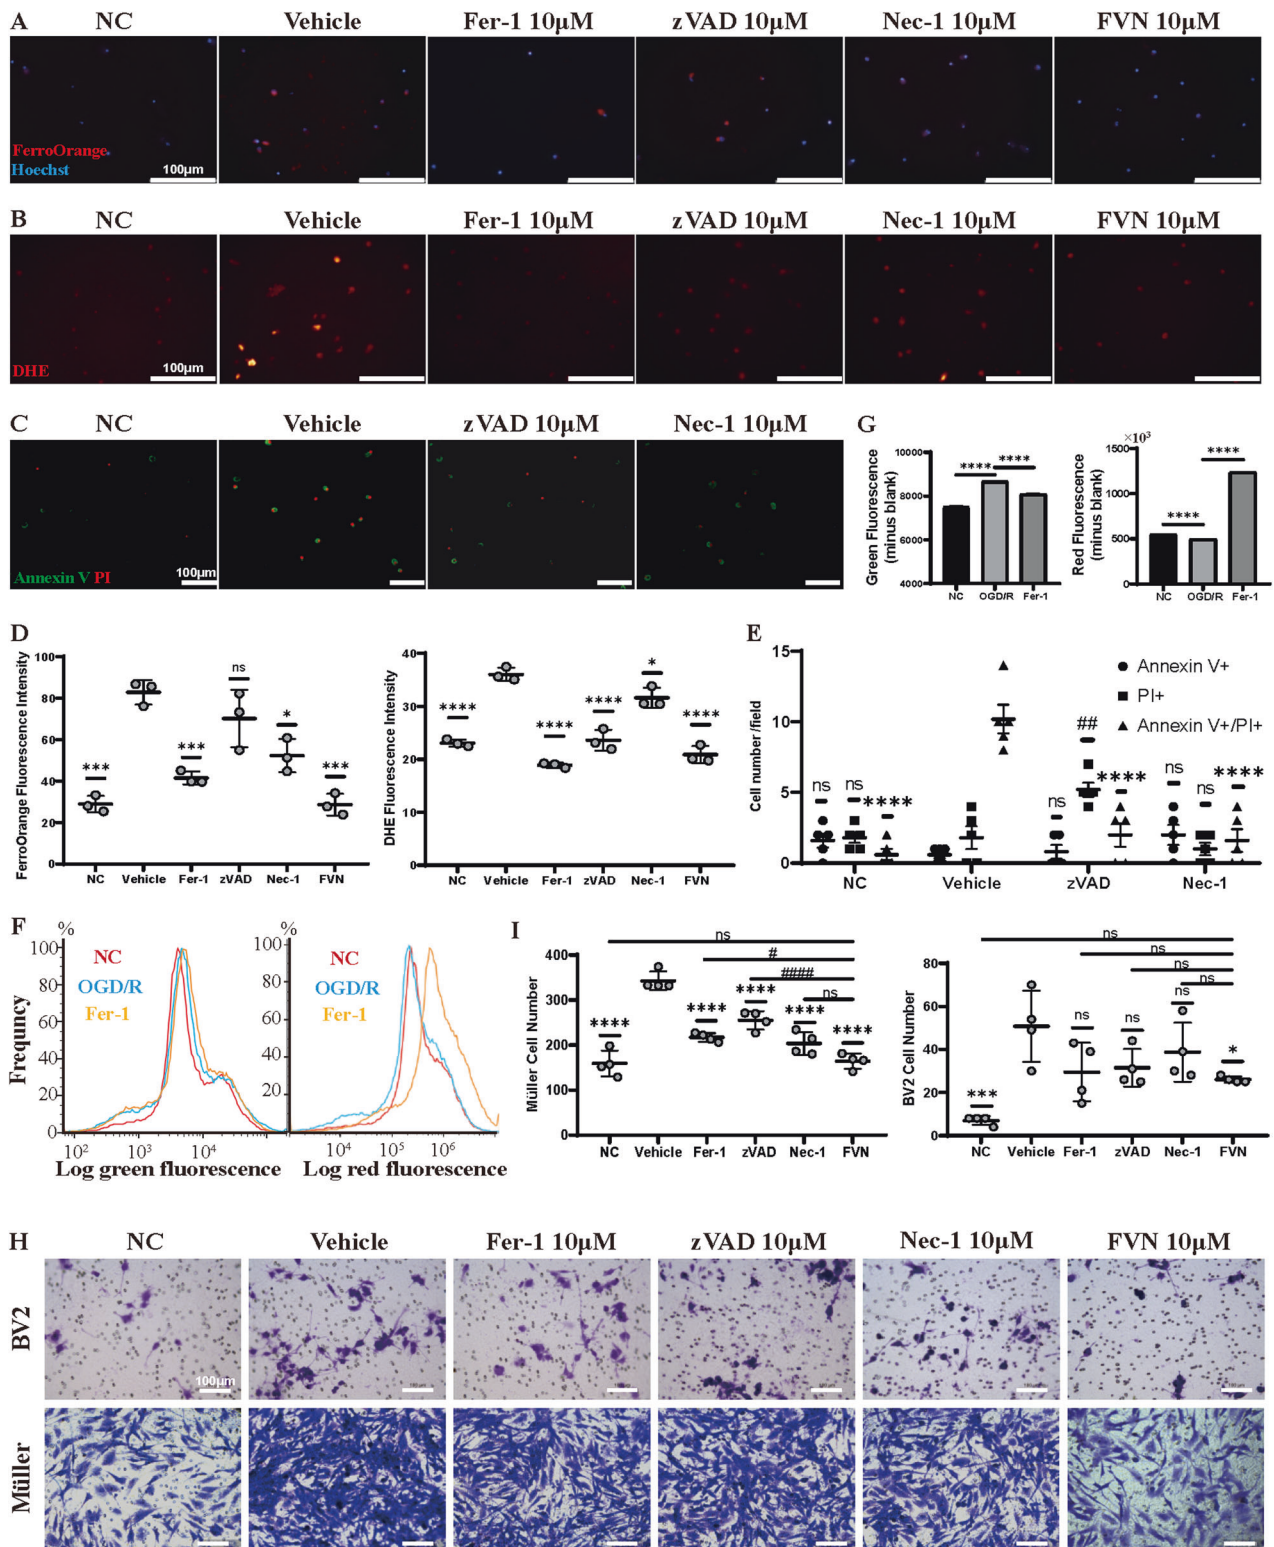 A NC Vehicle Fer-1 10μM zVAD 10μM Nec-1 10μM FVN 10μM
FerroOrange
Hoechst 100μm
B NC Vehicle Fer-1 10μM zVAD 10μM Nec-1 10μM FVN 10μM
DHE 100μm
C NC Vehicle zVAD 10μM Nec-1 10μM
Annexin V PI 100μm
G
Green Fluorescence
(minus blank)
10000
8000
6000
4000
**** ****
NC OGD/R Fer-1
Red Fluorescence
(minus blank)
×10³
1500
1000
500
0
****
****
NC OGD/R Fer-1
D
FerroOrange Fluorescence Intensity
100
80
60
40
20
0
*** *** ns * ***
NC Vehicle Fer-1 zVAD Nec-1 FVN
DHE Fluorescence Intensity
40
30
20
10
0
**** **** **** * ****
NC Vehicle Fer-1 zVAD Nec-1 FVN
E
Cell number /field
15
10
5
0
Annexin V+
PI+
Annexin V+/PI+
ns ns **** ns ## **** ns ns ****
NC Vehicle zVAD Nec-1
F
Frequncy
%
100
80
60
40
20
0
NC
OGD/R
Fer-1
10² 10³ 10⁴
Log green fluorescence
%
100
80
60
40
20
NC
OGD/R
Fer-1
10⁴ 10⁵ 10⁶
Log red fluorescence
I
Müller Cell Number
400
300
200
100
0
ns
#
####
ns
**** **** **** **** ****
NC Vehicle Fer-1 zVAD Nec-1 FVN
BV2 Cell Number
80
60
40
20
0
ns
ns
ns
ns
*** ns ns ns *
NC Vehicle Fer-1 zVAD Nec-1 FVN
H NC Vehicle Fer-1 10μM zVAD 10μM Nec-1 10μM FVN 10μM
BV2
100μm
Müller